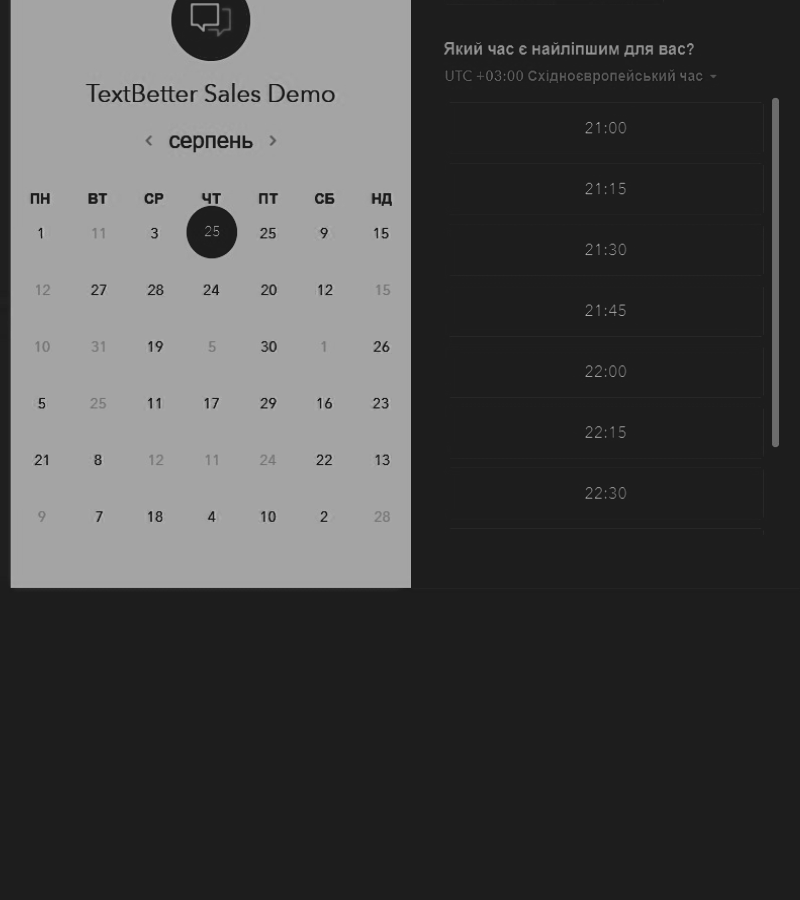 TextBetter Sales Demo
серпень
ПН ВТ СР ЧТ ПТ СБ НД
1 11 3 25 25 9 15
12 27 28 24 20 12 15
10 31 19 5 30 1 26
5 25 11 17 29 16 23
21 8 12 11 24 22 13
9 7 18 4 10 2 28
Який час є найліпшим для вас?
UTC +03:00 Східноєвропейський час
21:00
21:15
21:30
21:45
22:00
22:15
22:30